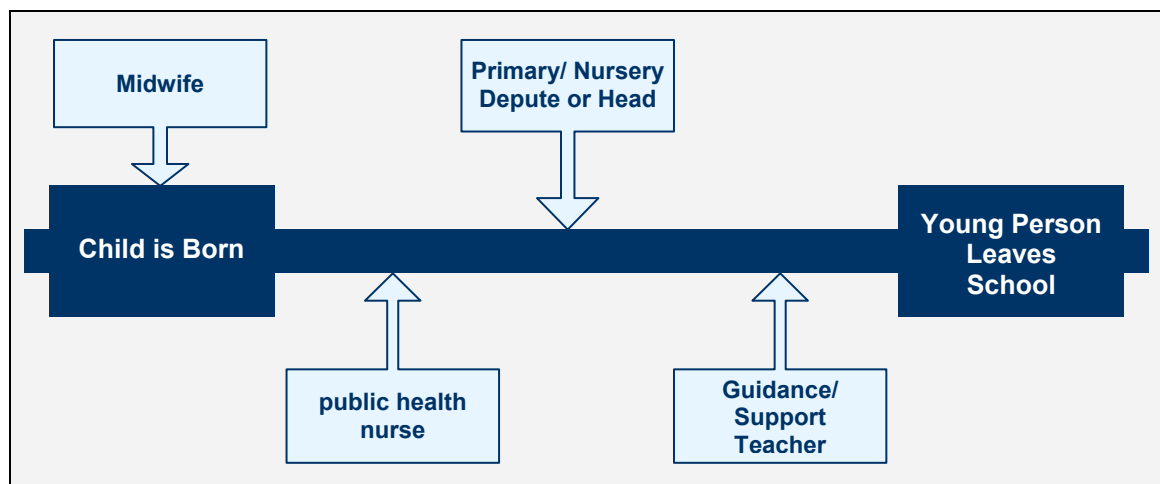 Midwife
Primary/ Nursery
Depute or Head
Child is Born
Young Person
Leaves
School
public health
nurse
Guidance/
Support
Teacher